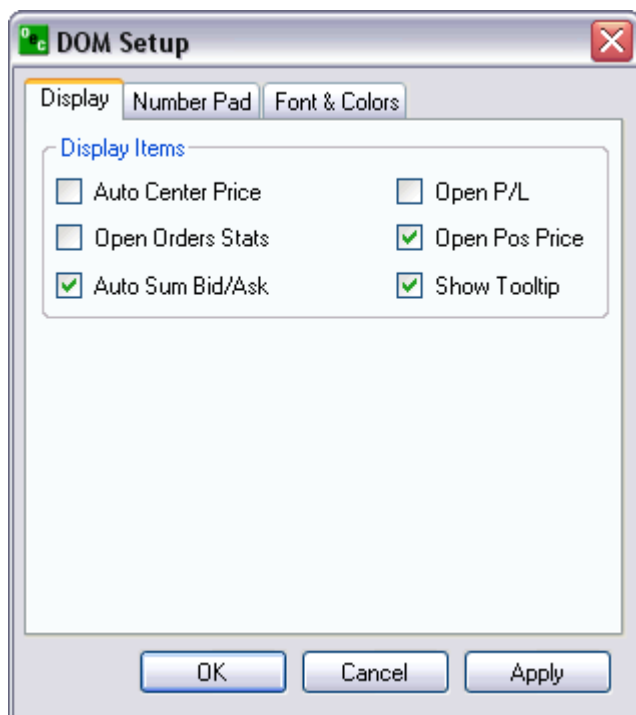 Oec DOM Setup
Display Number Pad Font & Colors
Display Items
Auto Center Price Open P/L
Open Orders Stats Open Pos Price
Auto Sum Bid/Ask Show Tooltip
OK Cancel Apply